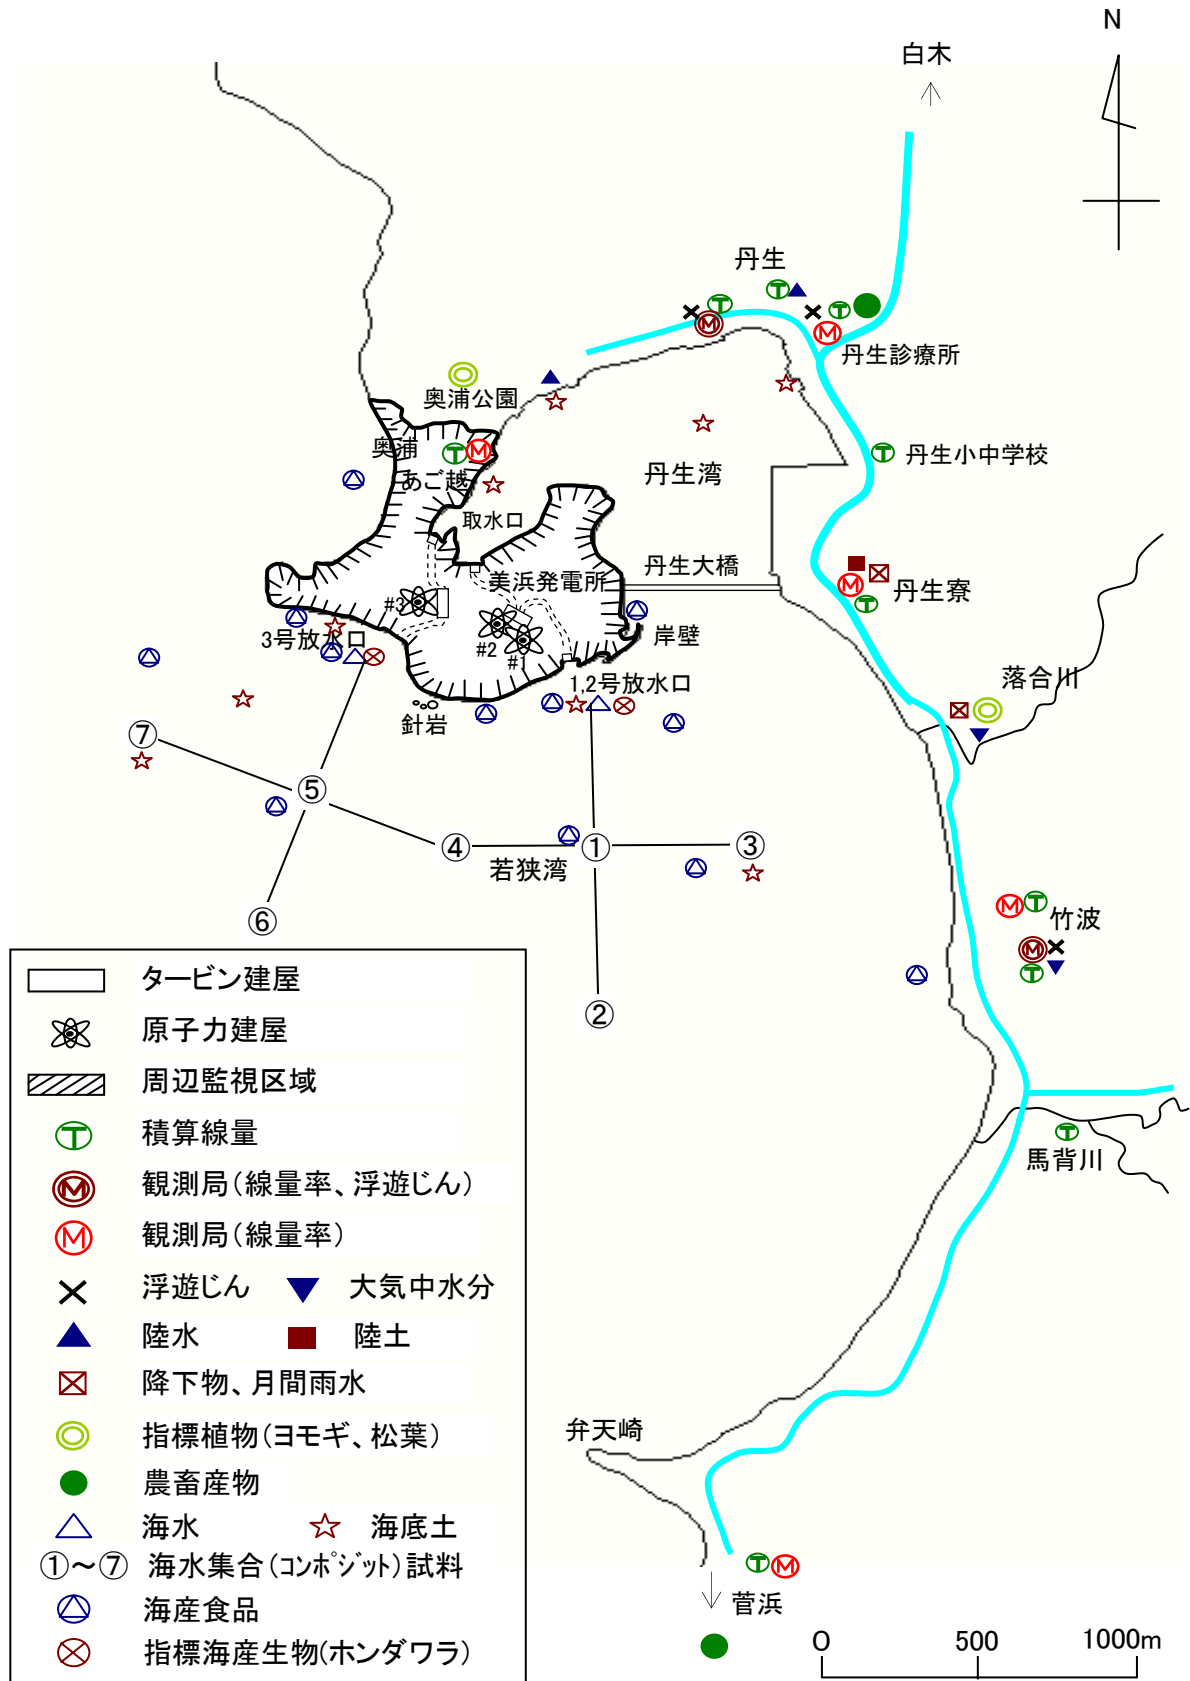 N
白木
丹生
丹生診療所
奥浦公園
奥浦
あご越
丹生湾
丹生小中学校
取水口
丹生大橋
美浜発電所
丹生寮
#3
#2
#1
岸壁
3号放水口
1,2号放水口
落合川
針岩
⑦
⑤
④
若狭湾
①
③
⑥
竹波
②
タービン建屋
原子力建屋
周辺監視区域
積算線量
観測局(線量率、浮遊じん)
観測局(線量率)
浮遊じん 大気中水分
陸水 陸土
降下物、月間雨水
指標植物(ヨモギ、松葉)
農畜産物
海水 海底土
①~⑦ 海水集合(コンポジット)試料
海産食品
指標海産生物(ホンダワラ)
馬背川
弁天崎
菅浜
O 500 1000m